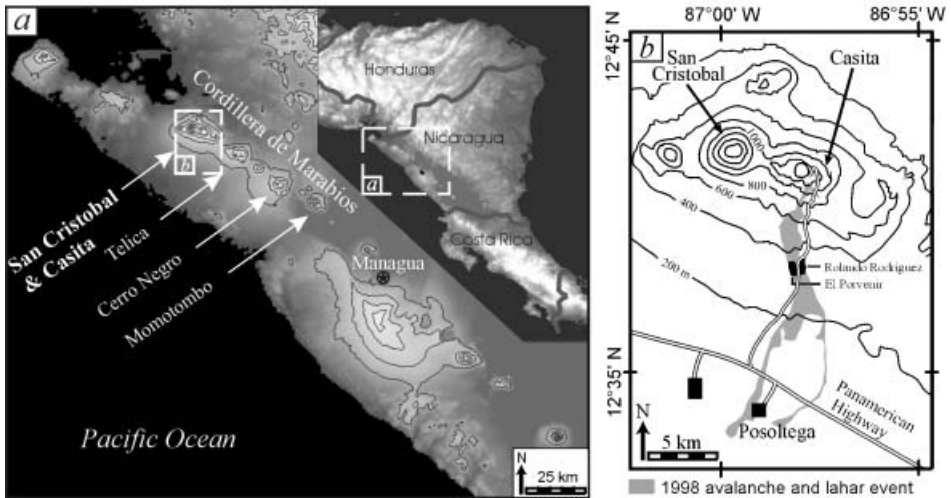 a
Honduras
Nicaragua
Costa Rica
a
b
Cordillera de Marabios
San Cristobal
& Casita
Telica
Cerro Negro
Momotombo
Managua
Pacific Ocean
N
25 km
87°00' W
86°55' W
12°45' N
12°35' N
b
San
Cristobal
Casita
1000
800
600
400
200 m
Rolando Rodriguez
El Porvenir
Panamerican
Highway
Posoltega
N
5 km
1998 avalanche and lahar event